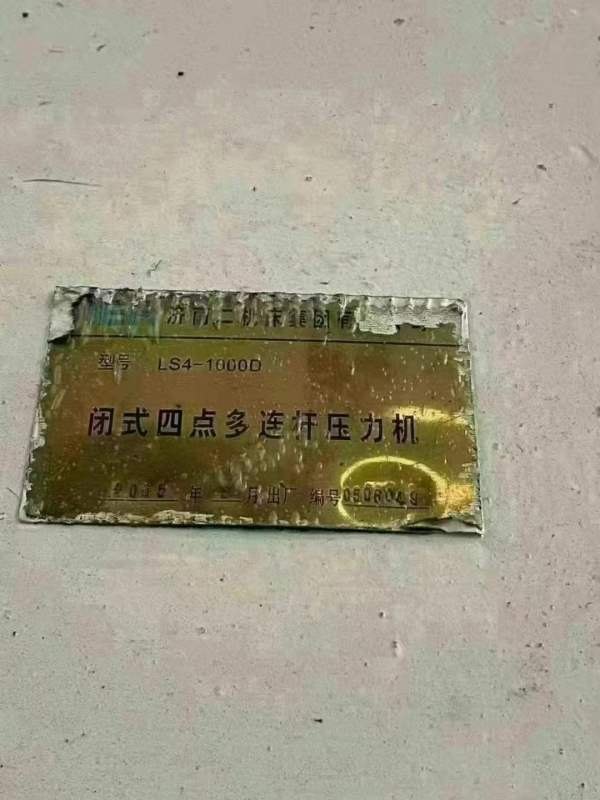 济南二机床集团有
型号 LS4-1000D
闭式四点多连杆压力机
年 月出厂 编号0506049